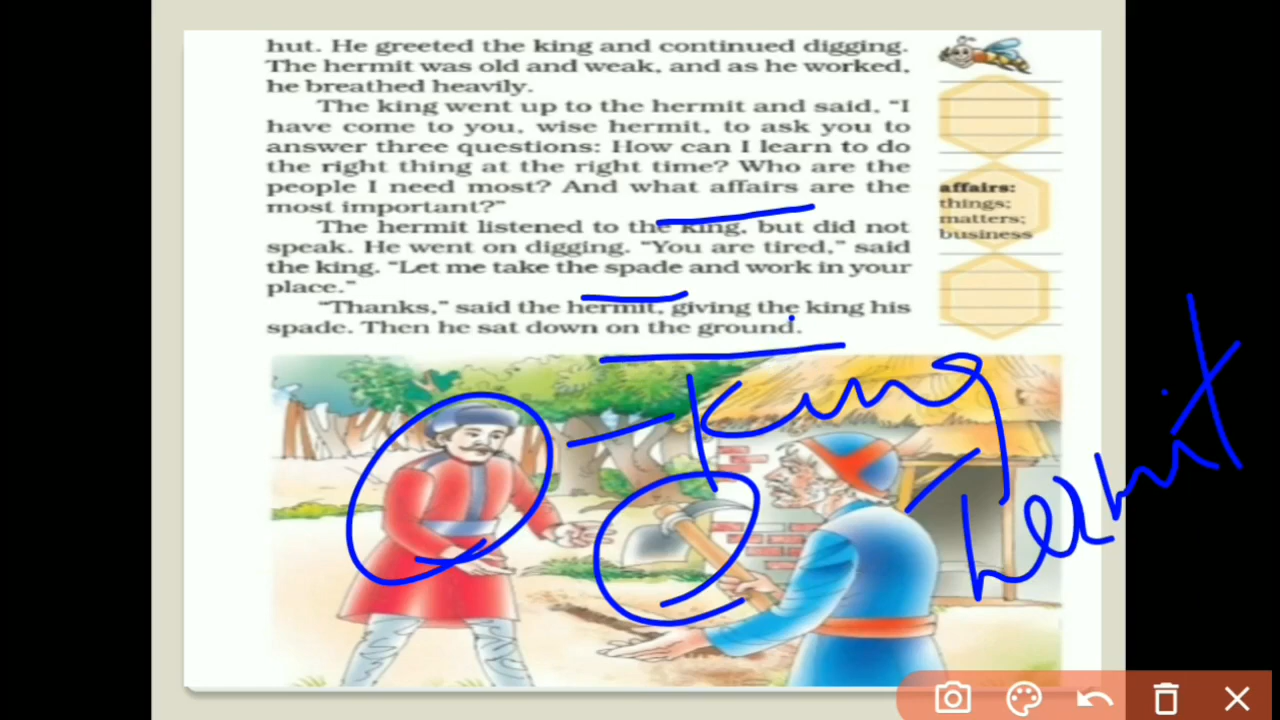 hut. He greeted the king and continued digging.
The hermit was old and weak, and as he worked,
he breathed heavily.
The king went up to the hermit and said, “I
have come to you, wise hermit, to ask you to
answer three questions: How can I learn to do
the right thing at the right time? Who are the
people I need most? And what affairs are the
most important?”
The hermit listened to the king, but did not
speak. He went on digging. “You are tired,” said
the king. “Let me take the spade and work in your
place.”
“Thanks,” said the hermit, giving the king his
spade. Then he sat down on the ground.
affairs:
things;
matters;
business
King
hermit